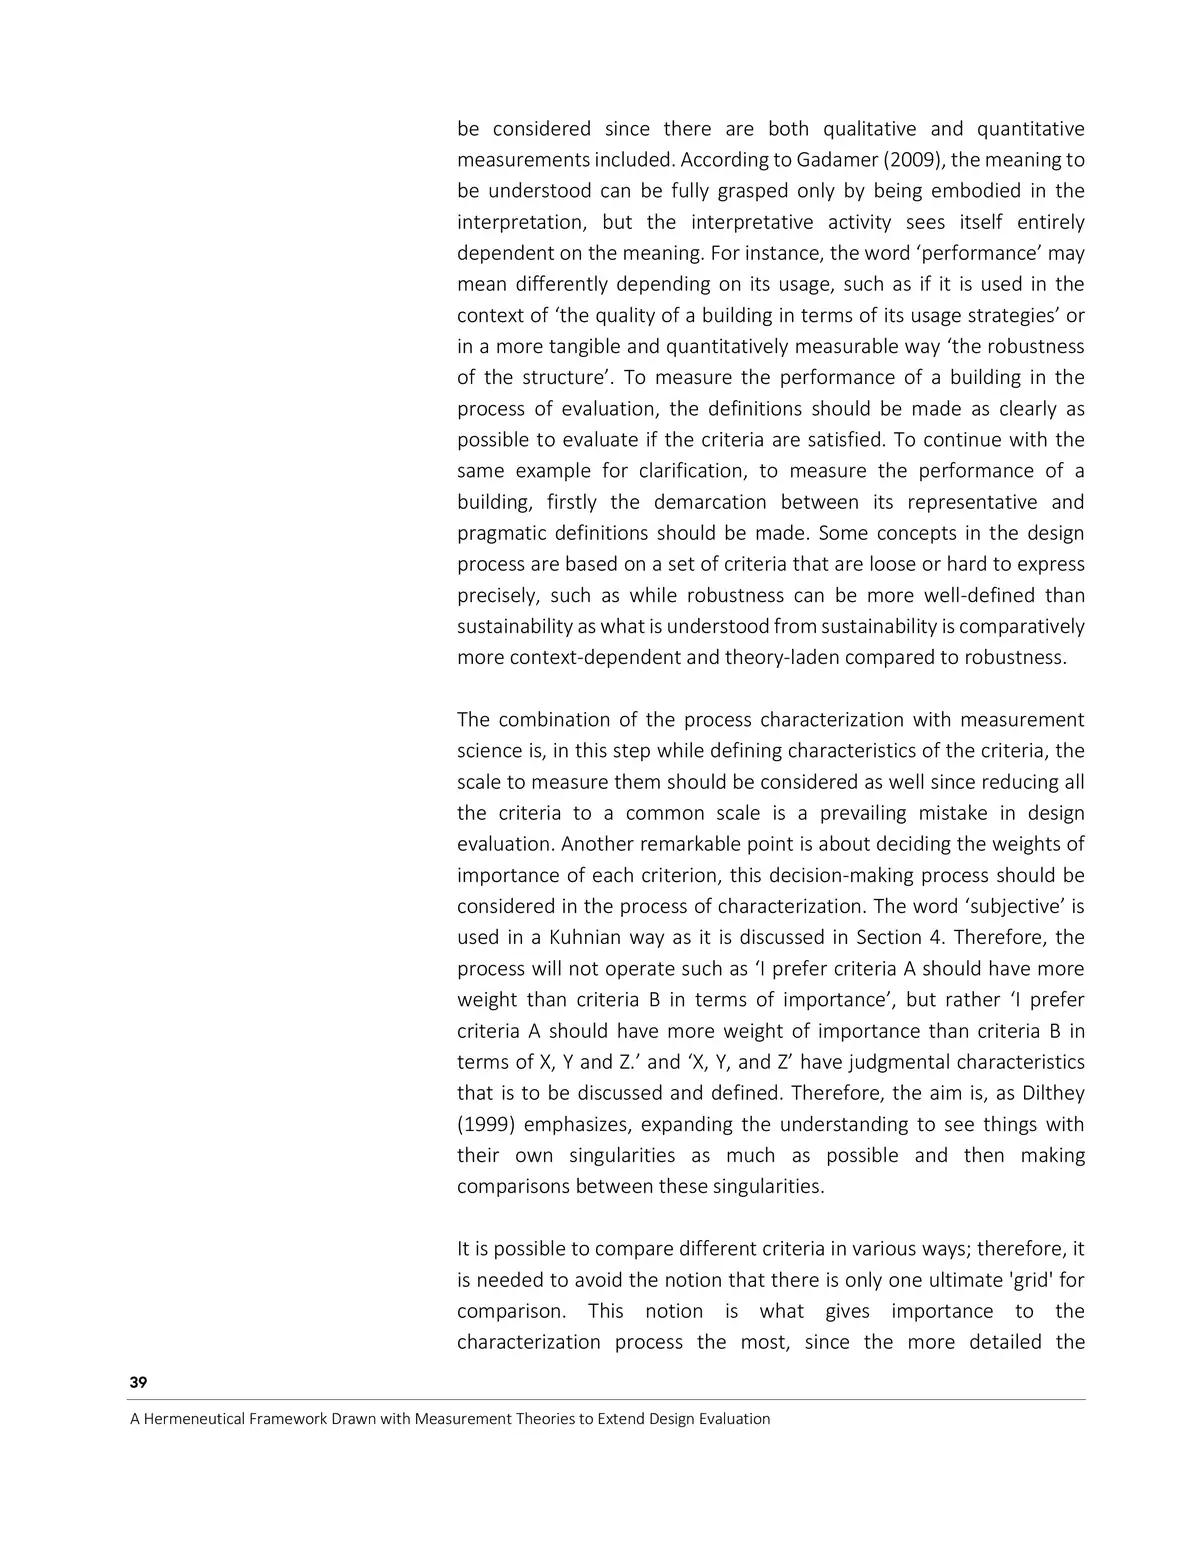 be considered since there are both qualitative and quantitative
measurements included. According to Gadamer (2009), the meaning to
be understood can be fully grasped only by being embodied in the
interpretation, but the interpretative activity sees itself entirely
dependent on the meaning. For instance, the word ‘performance’ may
mean differently depending on its usage, such as if it is used in the
context of ‘the quality of a building in terms of its usage strategies’ or
in a more tangible and quantitatively measurable way ‘the robustness
of the structure’. To measure the performance of a building in the
process of evaluation, the definitions should be made as clearly as
possible to evaluate if the criteria are satisfied. To continue with the
same example for clarification, to measure the performance of a
building, firstly the demarcation between its representative and
pragmatic definitions should be made. Some concepts in the design
process are based on a set of criteria that are loose or hard to express
precisely, such as while robustness can be more well-defined than
sustainability as what is understood from sustainability is comparatively
more context-dependent and theory-laden compared to robustness.
The combination of the process characterization with measurement
science is, in this step while defining characteristics of the criteria, the
scale to measure them should be considered as well since reducing all
the criteria to a common scale is a prevailing mistake in design
evaluation. Another remarkable point is about deciding the weights of
importance of each criterion, this decision-making process should be
considered in the process of characterization. The word ‘subjective’ is
used in a Kuhnian way as it is discussed in Section 4. Therefore, the
process will not operate such as ‘I prefer criteria A should have more
weight than criteria B in terms of importance’, but rather ‘I prefer
criteria A should have more weight of importance than criteria B in
terms of X, Y and Z.’ and ‘X, Y, and Z’ have judgmental characteristics
that is to be discussed and defined. Therefore, the aim is, as Dilthey
(1999) emphasizes, expanding the understanding to see things with
their own singularities as much as possible and then making
comparisons between these singularities.
It is possible to compare different criteria in various ways; therefore, it
is needed to avoid the notion that there is only one ultimate 'grid' for
comparison. This notion is what gives importance to the
characterization process the most, since the more detailed the
39
A Hermeneutical Framework Drawn with Measurement Theories to Extend Design Evaluation